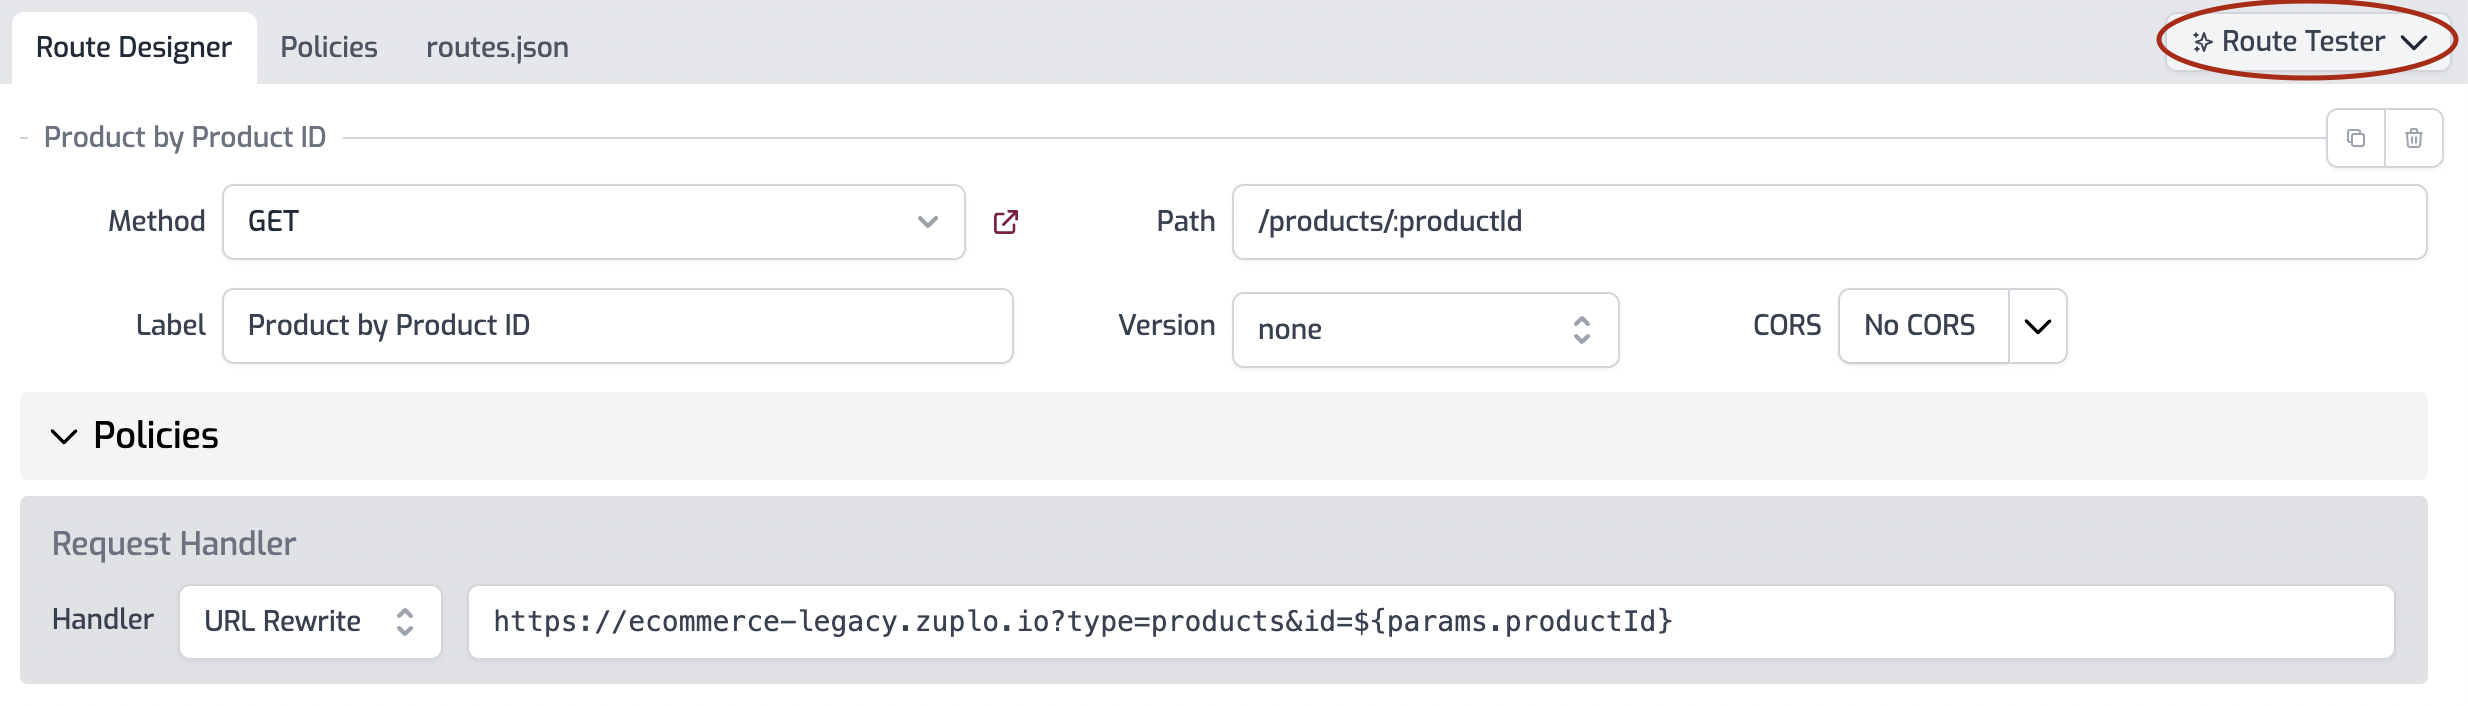 Route Designer Policies routes.json Route Tester
Product by Product ID
Method GET Path /products/:productId
Label Product by Product ID Version none CORS No CORS
Policies
Request Handler
Handler URL Rewrite https://ecommerce-legacy.zuplo.io?type=products&id=${params.productId}